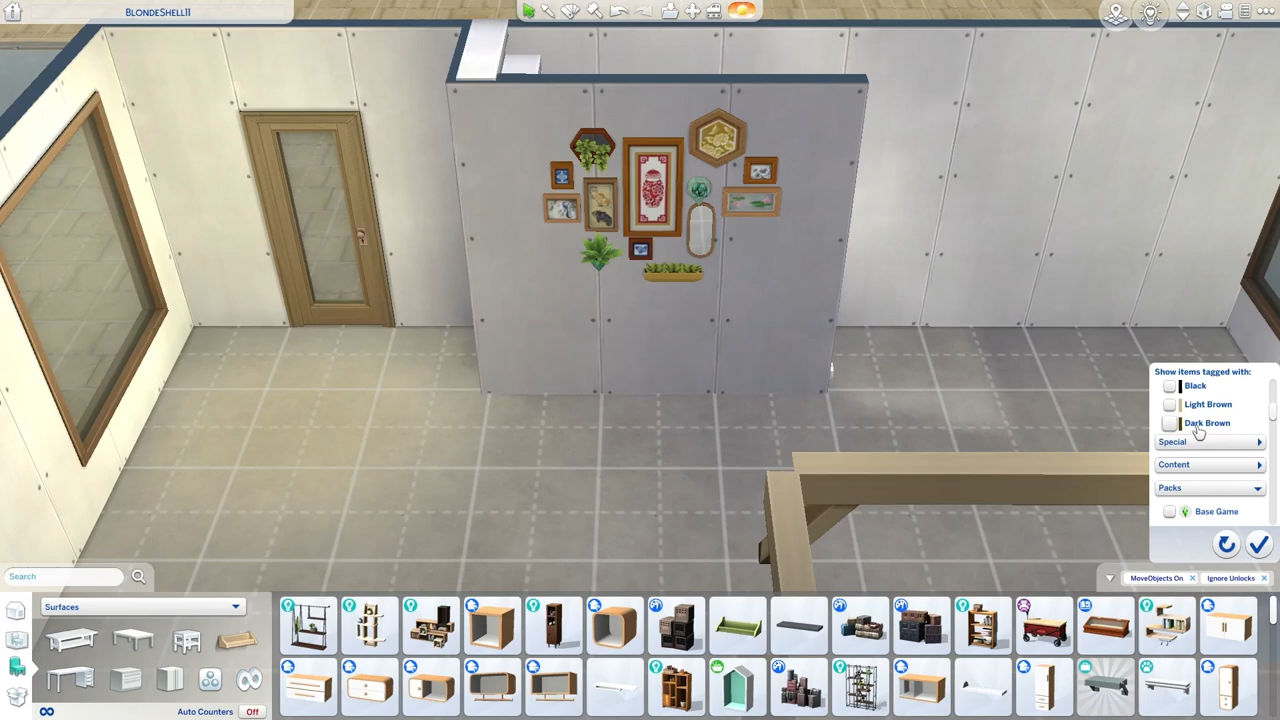 BLONDESHELL11
Show items tagged with:
Black
Light Brown
Dark Brown
Special
Content
Packs
Base Game
Search
MoveObjects On
Ignore Unlocks
Surfaces
Auto Counters
Off